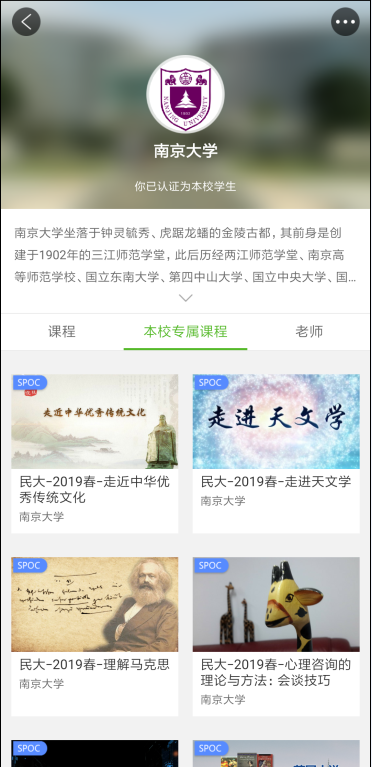 NANJING UNIVERSITY
1902
南京大学
你已认证为本校学生
南京大学坐落于钟灵毓秀、虎踞龙蟠的金陵古都，其前身是创
建于1902年的三江师范学堂，此后历经两江师范学堂、南京高
等师范学校、国立东南大学、第四中山大学、国立中央大学、国...
课程 本校专属课程 老师
SPOC SPOC
走近中华优秀传统文化 走进天文学
民大-2019春-走近中华优 民大-2019春-走进天文学
秀传统文化 南京大学
南京大学
SPOC SPOC
民大-2019春-理解马克思 民大-2019春-心理咨询的
南京大学 理论与方法：会谈技巧
南京大学
SPOC SPOC